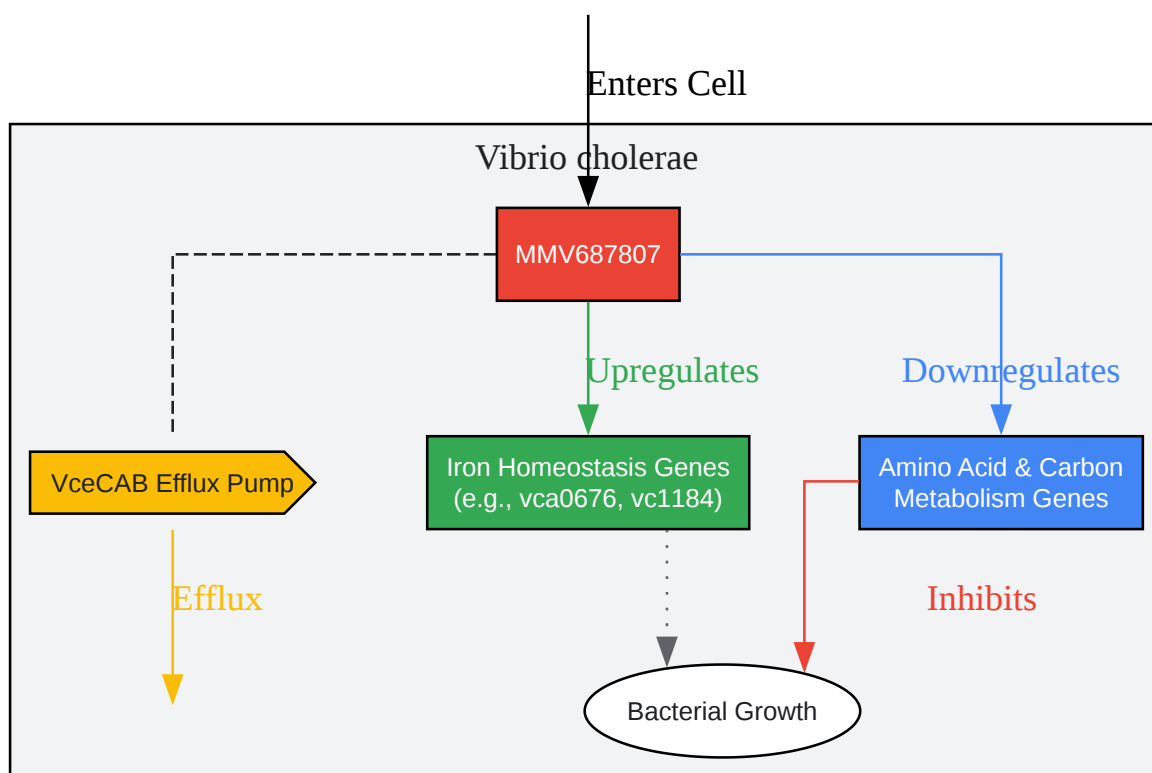 Enters Cell
Vibrio cholerae
MMV687807
Upregulates
Downregulates
VceCAB Efflux Pump
Iron Homeostasis Genes
(e.g., vca0676, vc1184)
Amino Acid & Carbon
Metabolism Genes
Efflux
Inhibits
Bacterial Growth